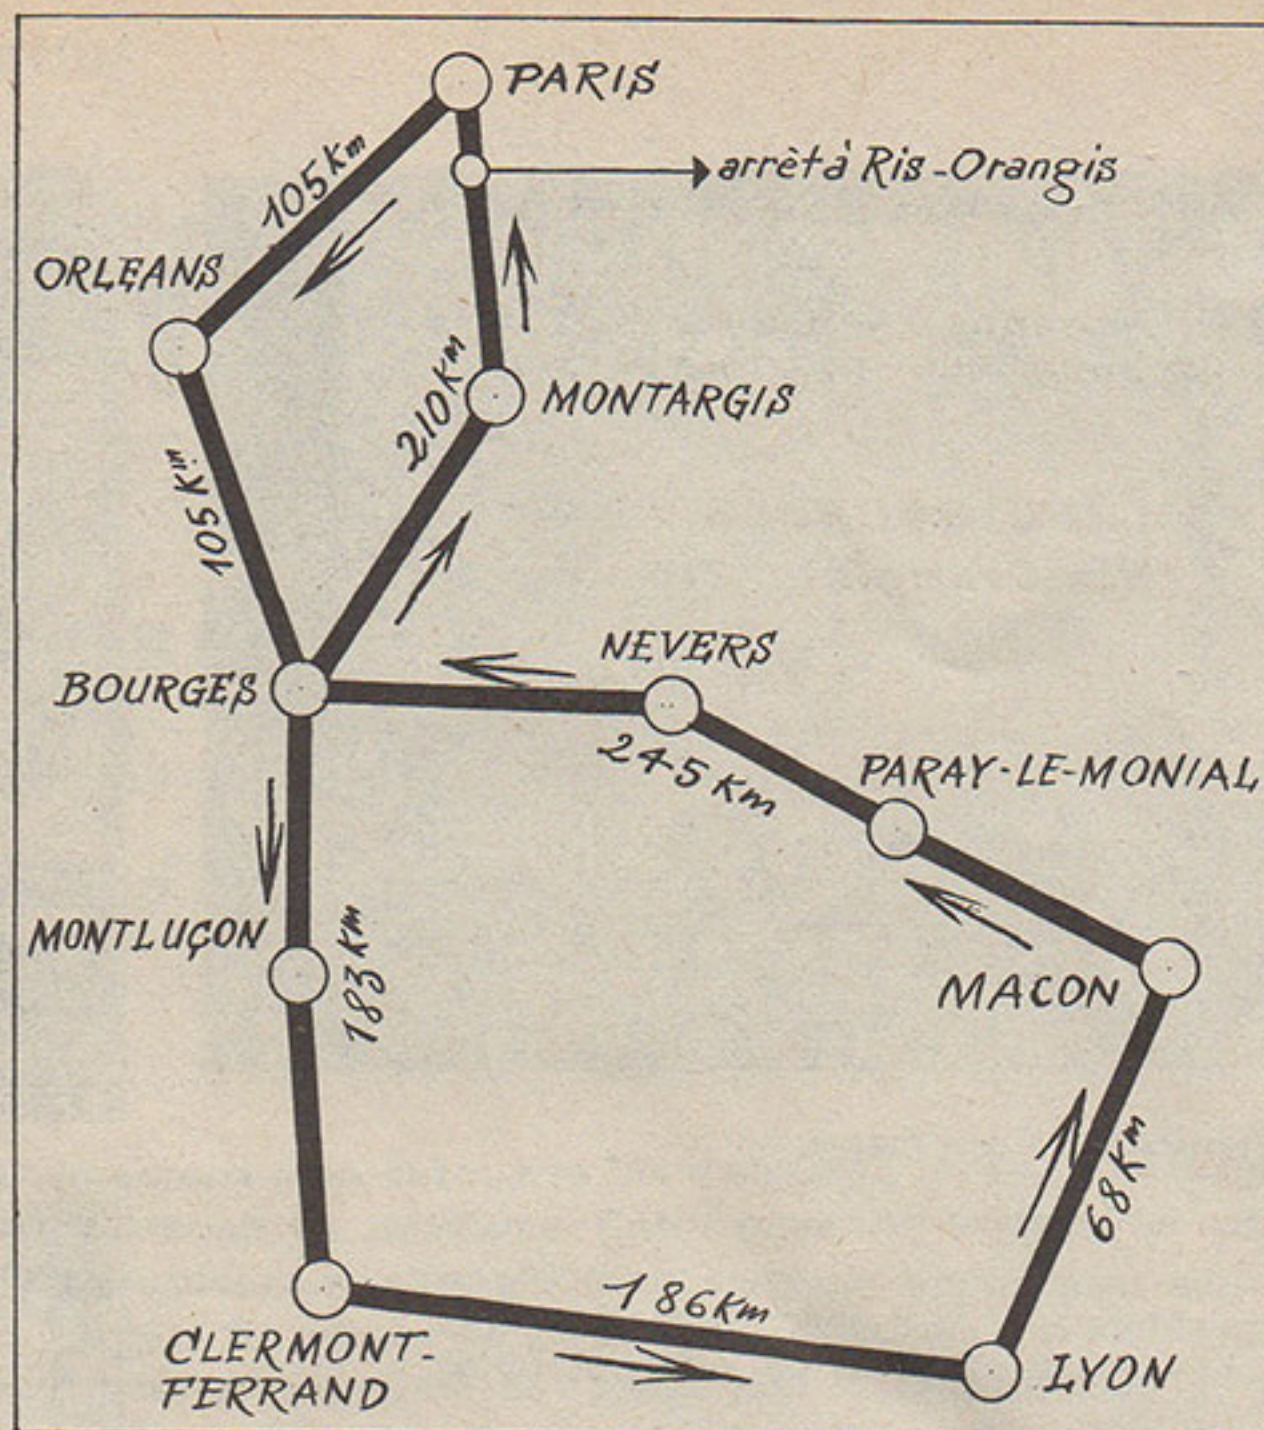 PARIS
105 Km
arrèt à Ris-Orangis
ORLEANS
210 Km
MONTARGIS
105 Km
NEVERS
BOURGES
245 Km
PARAY-LE-MONIAL
MONTLUÇON
183 Km
MACON
68 Km
186 Km
CLERMONT-
FERRAND
LYON